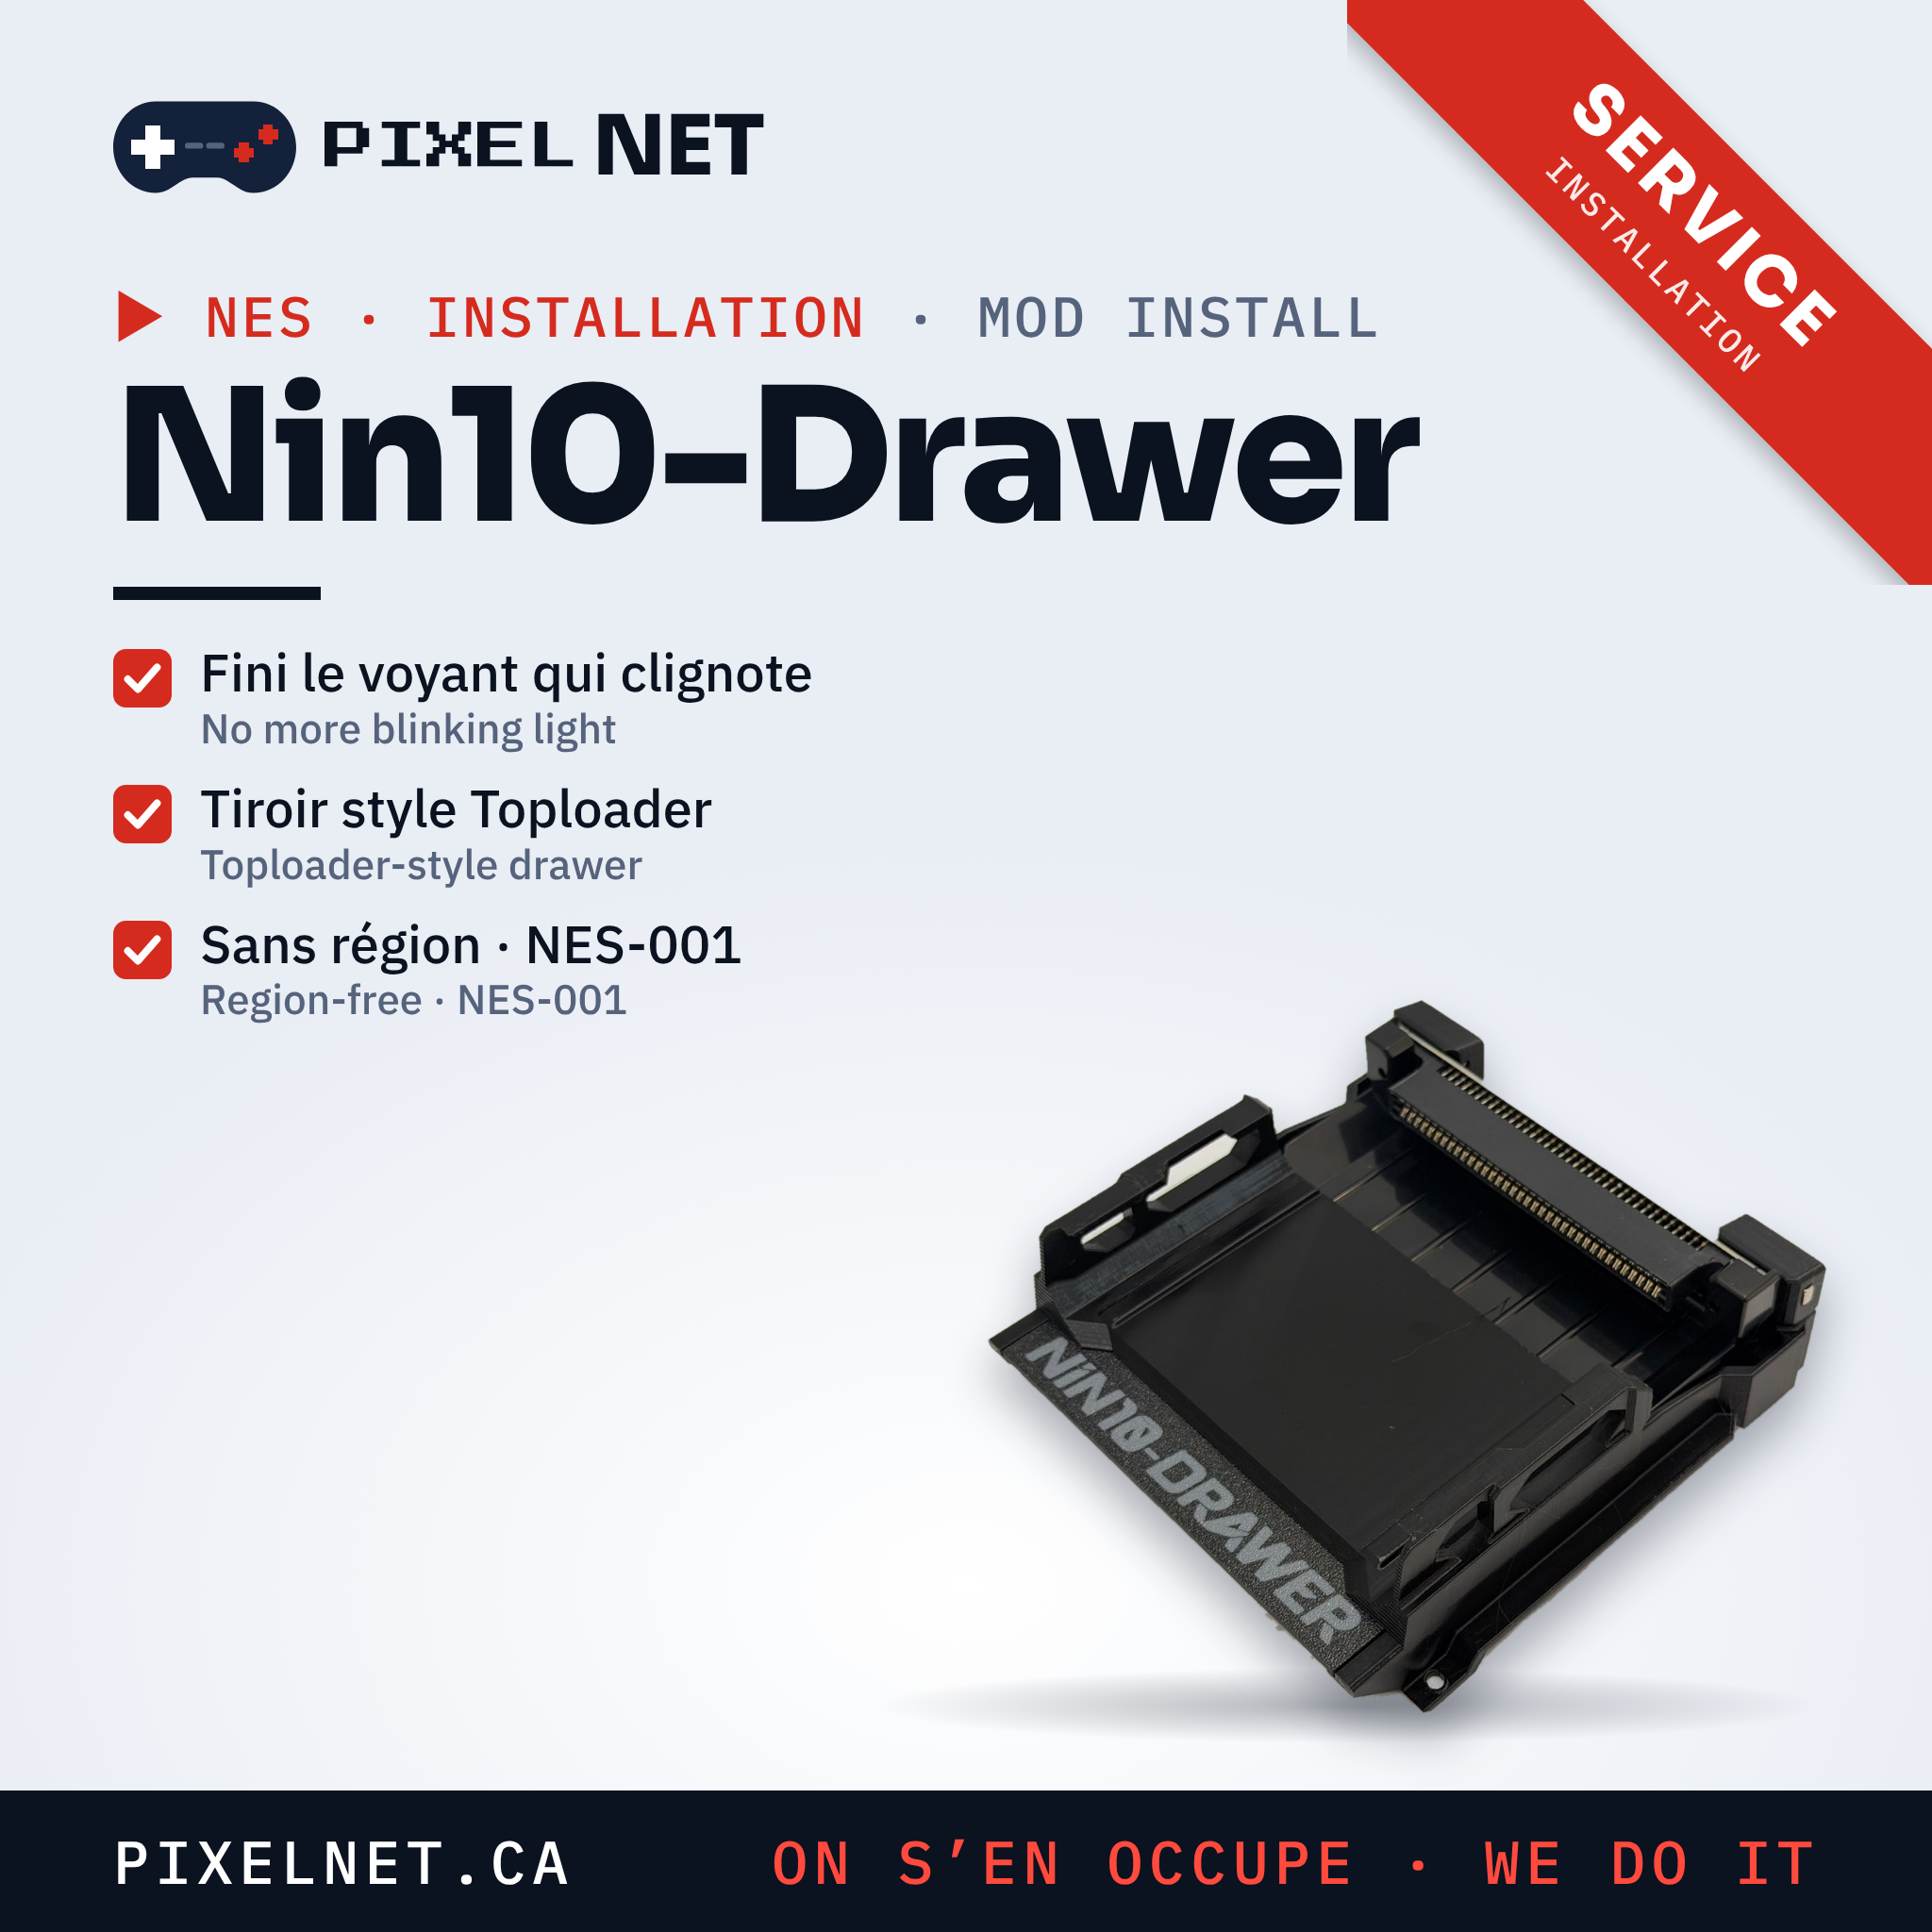 PIXEL NET
SERVICE
INSTALLATION
NES · INSTALLATION · MOD INSTALL
Nin10-Drawer
Fini le voyant qui clignote
No more blinking light
Tiroir style Toploader
Toploader-style drawer
Sans région · NES-001
Region-free · NES-001
NIN10-DRAWER
PIXELNET.CA
ON S’EN OCCUPE · WE DO IT